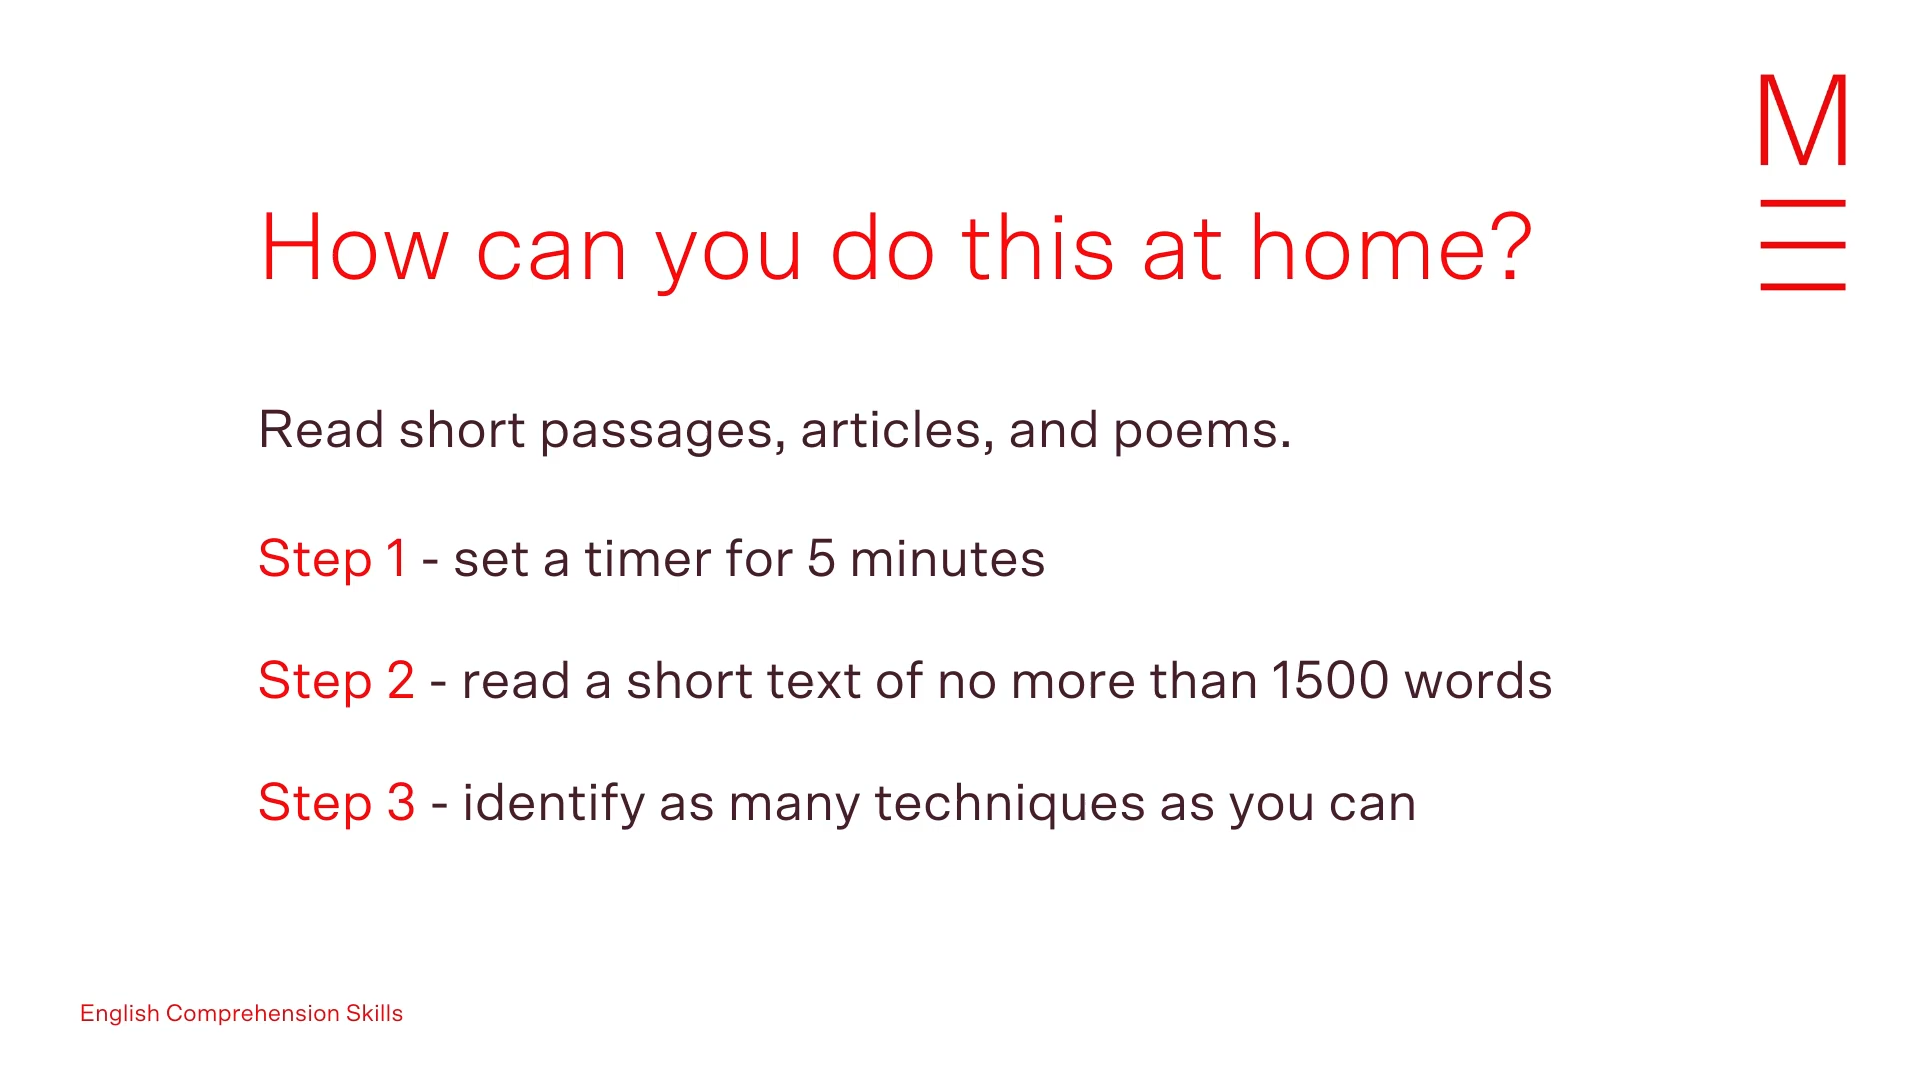 M
How can you do this at home?
Read short passages, articles, and poems.
Step 1 - set a timer for 5 minutes
Step 2 - read a short text of no more than 1500 words
Step 3 - identify as many techniques as you can
English Comprehension Skills